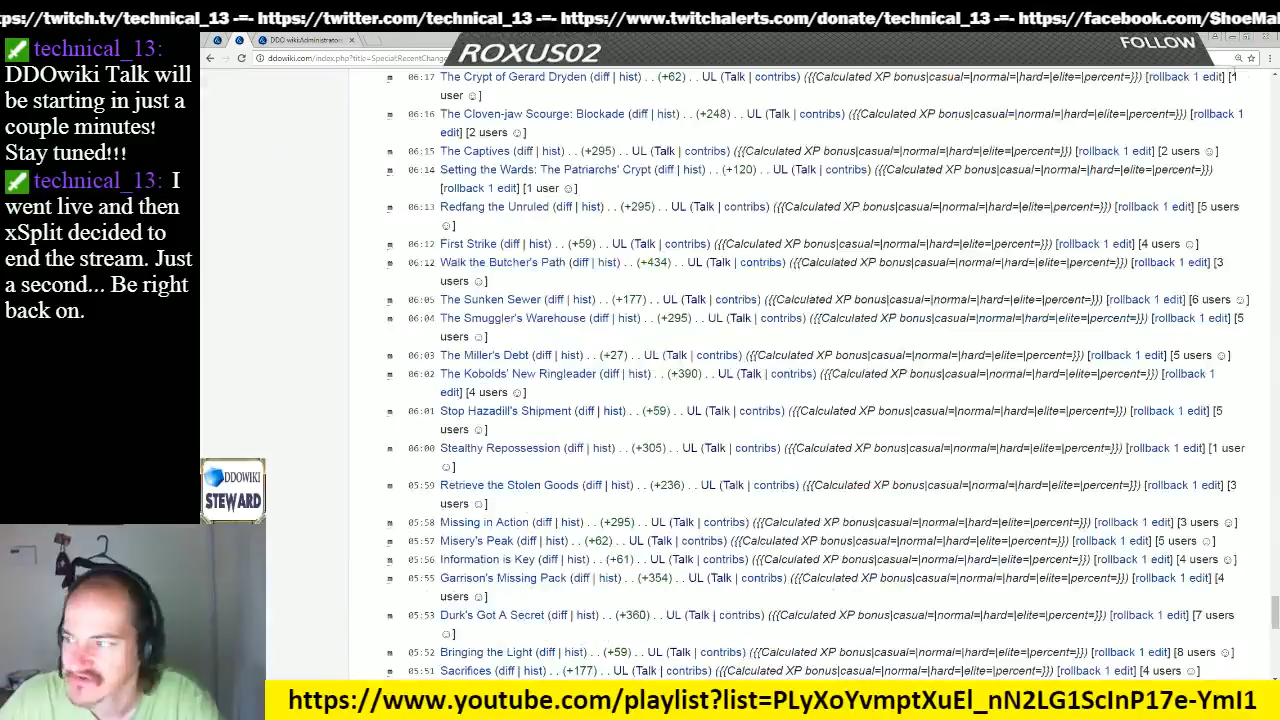 https://twitch.tv/technical_13 -=- https://twitter.com/technical_13 -=- https://www.twitchalerts.com/donate/technical_13 -=- https://facebook.com/ShoeMa
technical_13:
DDOwiki Talk will
be starting in just a
couple minutes!
Stay tuned!!!
technical_13: I
went live and then
xSplit decided to
end the stream. Just
a second... Be right
back on.
DDO wiki:Administrators
ROXUS02
FOLLOW
ddowiki.com/index.php?title=Special:RecentChange
m 06:17 The Crypt of Gerard Dryden (diff | hist) . . (+62) . . UL (Talk | contribs) ({{Calculated XP bonus|casual=|normal=|hard=|elite=|percent=}}) [rollback 1 edit] [1
user ☺]
m 06:16 The Cloven-jaw Scourge: Blockade (diff | hist) . . (+248) . . UL (Talk | contribs) ({{Calculated XP bonus|casual=|normal=|hard=|elite=|percent=}}) [rollback 1
edit] [2 users ☺]
m 06:15 The Captives (diff | hist) . . (+295) . . UL (Talk | contribs) ({{Calculated XP bonus|casual=|normal=|hard=|elite=|percent=}}) [rollback 1 edit] [2 users ☺]
m 06:14 Setting the Wards: The Patriarchs' Crypt (diff | hist) . . (+120) . . UL (Talk | contribs) ({{Calculated XP bonus|casual=|normal=|hard=|elite=|percent=}})
[rollback 1 edit] [1 user ☺]
m 06:13 Redfang the Unruled (diff | hist) . . (+295) . . UL (Talk | contribs) ({{Calculated XP bonus|casual=|normal=|hard=|elite=|percent=}}) [rollback 1 edit] [5 users
☺]
m 06:12 First Strike (diff | hist) . . (+59) . . UL (Talk | contribs) ({{Calculated XP bonus|casual=|normal=|hard=|elite=|percent=}}) [rollback 1 edit] [4 users ☺]
m 06:12 Walk the Butcher's Path (diff | hist) . . (+434) . . UL (Talk | contribs) ({{Calculated XP bonus|casual=|normal=|hard=|elite=|percent=}}) [rollback 1 edit] [3
users ☺]
m 06:05 The Sunken Sewer (diff | hist) . . (+177) . . UL (Talk | contribs) ({{Calculated XP bonus|casual=|normal=|hard=|elite=|percent=}}) [rollback 1 edit] [6 users ☺]
m 06:04 The Smuggler's Warehouse (diff | hist) . . (+295) . . UL (Talk | contribs) ({{Calculated XP bonus|casual=|normal=|hard=|elite=|percent=}}) [rollback 1 edit] [5
users ☺]
m 06:03 The Miller's Debt (diff | hist) . . (+27) . . UL (Talk | contribs) ({{Calculated XP bonus|casual=|normal=|hard=|elite=|percent=}}) [rollback 1 edit] [5 users ☺]
m 06:02 The Kobolds' New Ringleader (diff | hist) . . (+390) . . UL (Talk | contribs) ({{Calculated XP bonus|casual=|normal=|hard=|elite=|percent=}}) [rollback 1
edit] [4 users ☺]
m 06:01 Stop Hazadill's Shipment (diff | hist) . . (+59) . . UL (Talk | contribs) ({{Calculated XP bonus|casual=|normal=|hard=|elite=|percent=}}) [rollback 1 edit] [5
users ☺]
m 06:00 Stealthy Repossession (diff | hist) . . (+305) . . UL (Talk | contribs) ({{Calculated XP bonus|casual=|normal=|hard=|elite=|percent=}}) [rollback 1 edit] [1 user
☺]
m 05:59 Retrieve the Stolen Goods (diff | hist) . . (+236) . . UL (Talk | contribs) ({{Calculated XP bonus|casual=|normal=|hard=|elite=|percent=}}) [rollback 1 edit] [3
users ☺]
m 05:58 Missing in Action (diff | hist) . . (+295) . . UL (Talk | contribs) ({{Calculated XP bonus|casual=|normal=|hard=|elite=|percent=}}) [rollback 1 edit] [3 users ☺]
m 05:57 Misery's Peak (diff | hist) . . (+62) . . UL (Talk | contribs) ({{Calculated XP bonus|casual=|normal=|hard=|elite=|percent=}}) [rollback 1 edit] [5 users ☺]
m 05:56 Information is Key (diff | hist) . . (+61) . . UL (Talk | contribs) ({{Calculated XP bonus|casual=|normal=|hard=|elite=|percent=}}) [rollback 1 edit] [4 users ☺]
m 05:55 Garrison's Missing Pack (diff | hist) . . (+354) . . UL (Talk | contribs) ({{Calculated XP bonus|casual=|normal=|hard=|elite=|percent=}}) [rollback 1 edit] [4
users ☺]
m 05:53 Durk's Got A Secret (diff | hist) . . (+360) . . UL (Talk | contribs) ({{Calculated XP bonus|casual=|normal=|hard=|elite=|percent=}}) [rollback 1 edit] [7 users
☺]
m 05:52 Bringing the Light (diff | hist) . . (+59) . . UL (Talk | contribs) ({{Calculated XP bonus|casual=|normal=|hard=|elite=|percent=}}) [rollback 1 edit] [8 users ☺]
m 05:51 Sacrifices (diff | hist) . . (+177) . . UL (Talk | contribs) ({{Calculated XP bonus|casual=|normal=|hard=|elite=|percent=}}) [rollback 1 edit] [4 users ☺]
DDOWIKI
STEWARD
https://www.youtube.com/playlist?list=PLyXoYvmptXuEl_nN2LG1ScInP17e-YmI1